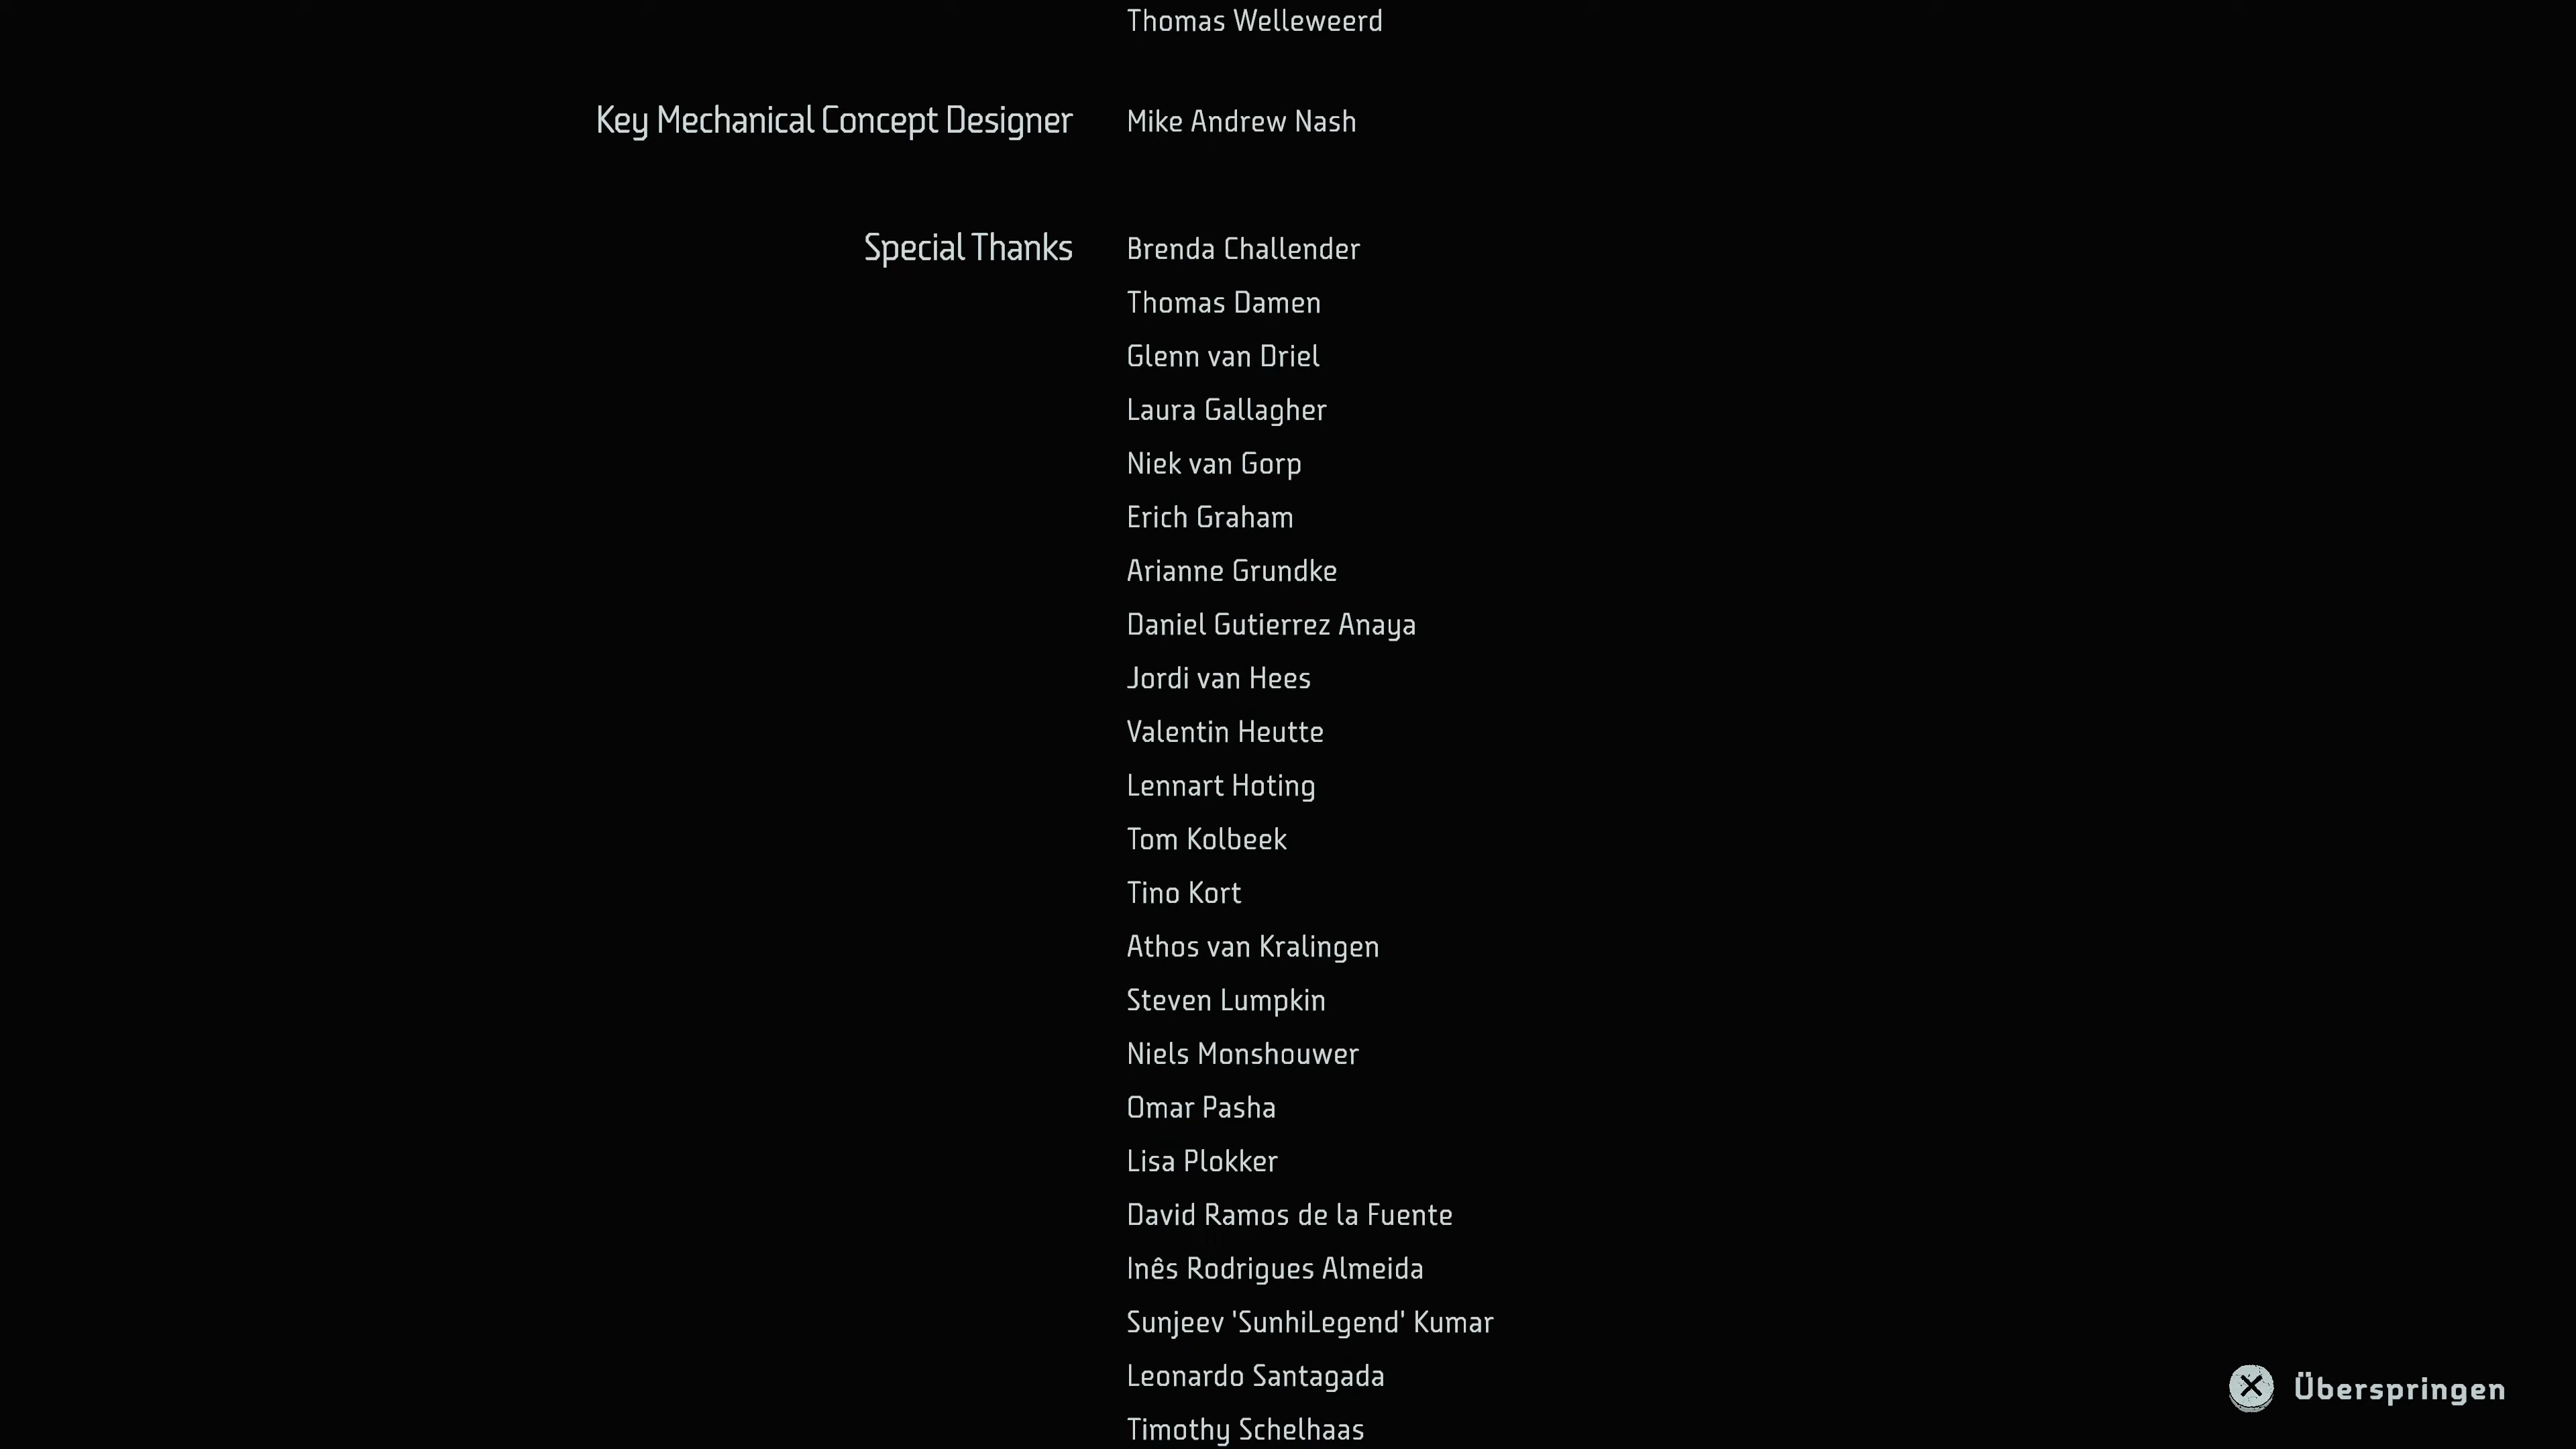 Thomas Welleweerd
Key Mechanical Concept Designer Mike Andrew Nash
Special Thanks Brenda Challender
Thomas Damen
Glenn van Driel
Laura Gallagher
Niek van Gorp
Erich Graham
Arianne Grundke
Daniel Gutierrez Anaya
Jordi van Hees
Valentin Heutte
Lennart Hoting
Tom Kolbeek
Tino Kort
Athos van Kralingen
Steven Lumpkin
Niels Monshouwer
Omar Pasha
Lisa Plokker
David Ramos de la Fuente
Inês Rodrigues Almeida
Sunjeev 'SunhiLegend' Kumar
Leonardo Santagada
Überspringen
Timothy Schelhaas